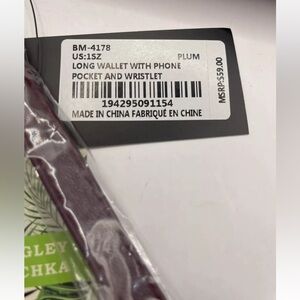 BM-4178
US:1SZ PLUM
LONG WALLET WITH PHONE
POCKET AND WRISTLET
194295091154
MADE IN CHINA FABRIQUÉ EN CHINE
MSRP:$59.00
GLEY
CHKA